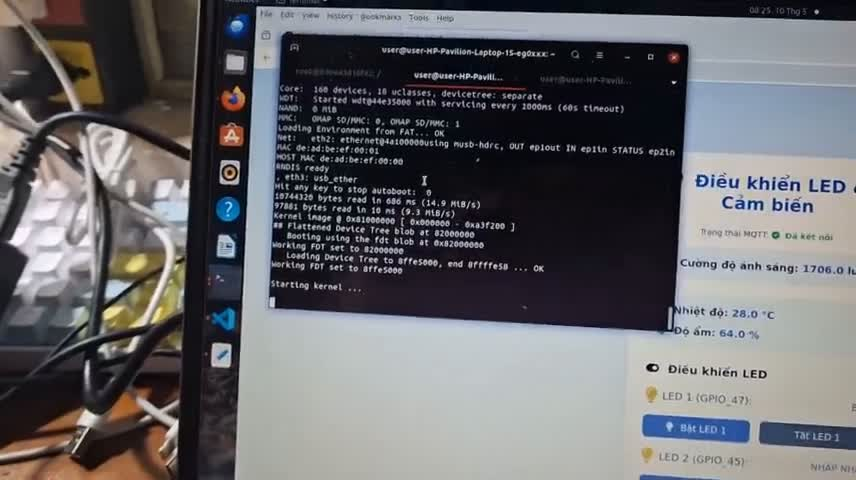 08:25, 10 Thg 5
File Edit View History Bookmarks Tools Help
user@user-HP-Pavilion-Laptop-15-eg0xxx: ~
user@user-HP-Pavili...
user@user-HP-Pavili...
Core: 160 devices, 18 uclasses, devicetree: separate
WDT: Started wdt@44e35000 with servicing every 1000ms (60s timeout)
NAND: 0 MiB
MMC: OMAP SD/MMC: 0, OMAP SD/MMC: 1
Loading Environment from FAT... OK
Net: eth2: ethernet@4a100000using musb-hdrc, OUT ep1out IN ep1in STATUS ep2in
MAC de:ad:be:ef:00:01
HOST MAC de:ad:be:ef:00:00
RNDIS ready
, eth3: usb_ether
Hit any key to stop autoboot: 0
10744320 bytes read in 686 ms (14.9 MiB/s)
97881 bytes read in 10 ms (9.3 MiB/s)
Kernel image @ 0x81000000 [ 0x000000 - 0xa3f200 ]
## Flattened Device Tree blob at 82000000
Booting using the fdt blob at 0x82000000
Working FDT set to 82000000
Loading Device Tree to 8ffe5000, end 8ffffe58 ... OK
Working FDT set to 8ffe5000
Starting kernel ...
Điều khiển LED
Cảm biến
Trạng thái MQTT: Đã kết nối
Cường độ ánh sáng: 1706.0 lu
Nhiệt độ: 28.0 °C
Độ ẩm: 64.0 %
Điều khiển LED
LED 1 (GPIO_47):
Bật LED 1
Tắt LED 1
LED 2 (GPIO_45):
NHẤP NHÁ